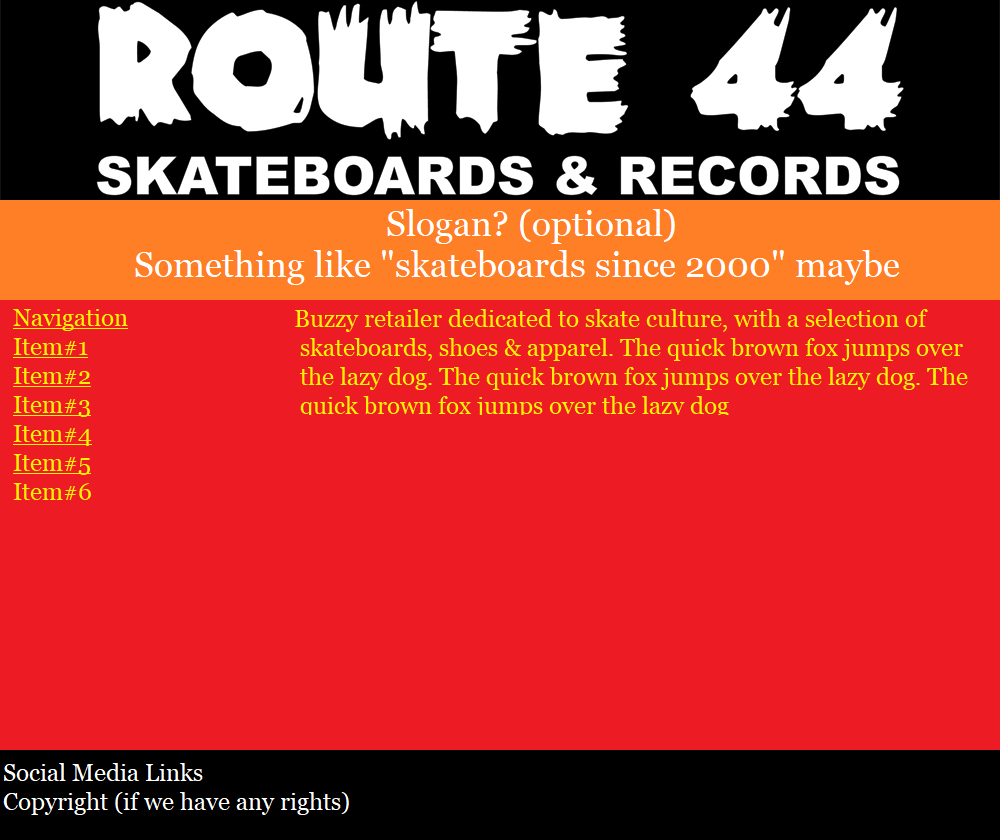 ROUTE 44
SKATEBOARDS & RECORDS
Slogan? (optional)
Something like "skateboards since 2000" maybe
Navigation
Item#1
Item#2
Item#3
Item#4
Item#5
Item#6
Buzzy retailer dedicated to skate culture, with a selection of
skateboards, shoes & apparel. The quick brown fox jumps over
the lazy dog. The quick brown fox jumps over the lazy dog. The
quick brown fox jumps over the lazy dog
Social Media Links
Copyright (if we have any rights)